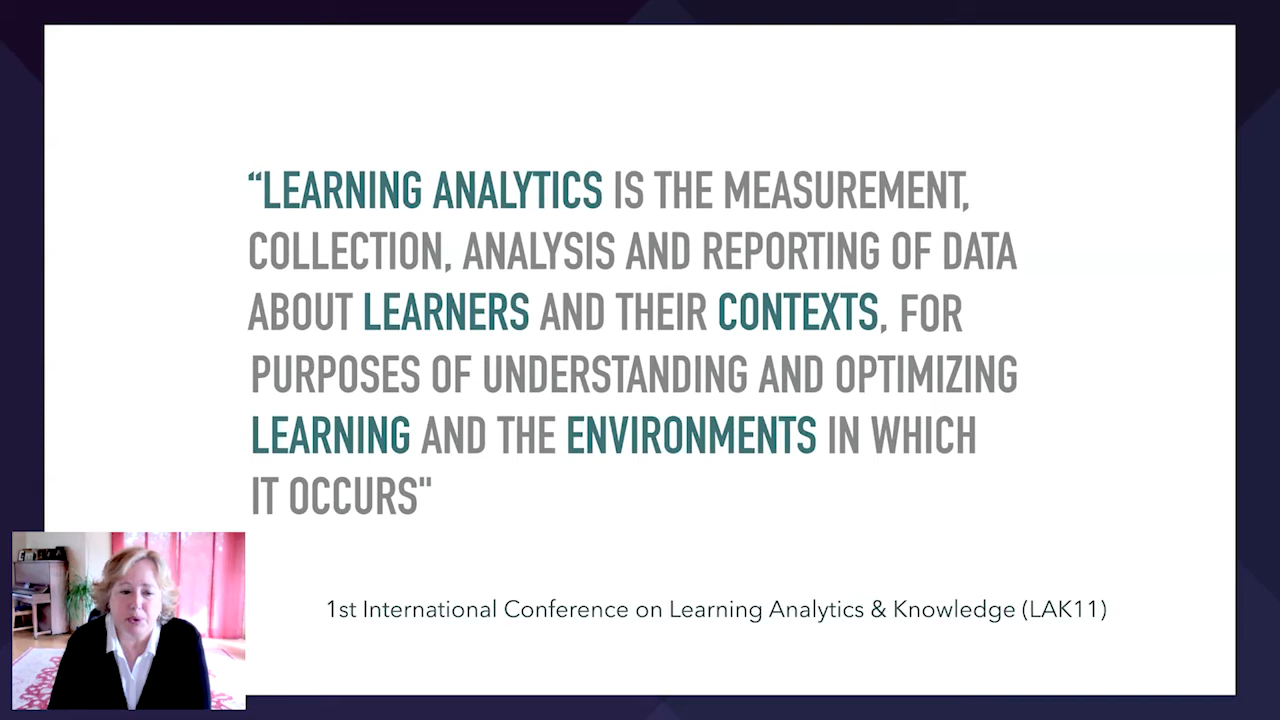 “LEARNING ANALYTICS IS THE MEASUREMENT,
COLLECTION, ANALYSIS AND REPORTING OF DATA
ABOUT LEARNERS AND THEIR CONTEXTS, FOR
PURPOSES OF UNDERSTANDING AND OPTIMIZING
LEARNING AND THE ENVIRONMENTS IN WHICH
IT OCCURS"
1st International Conference on Learning Analytics & Knowledge (LAK11)